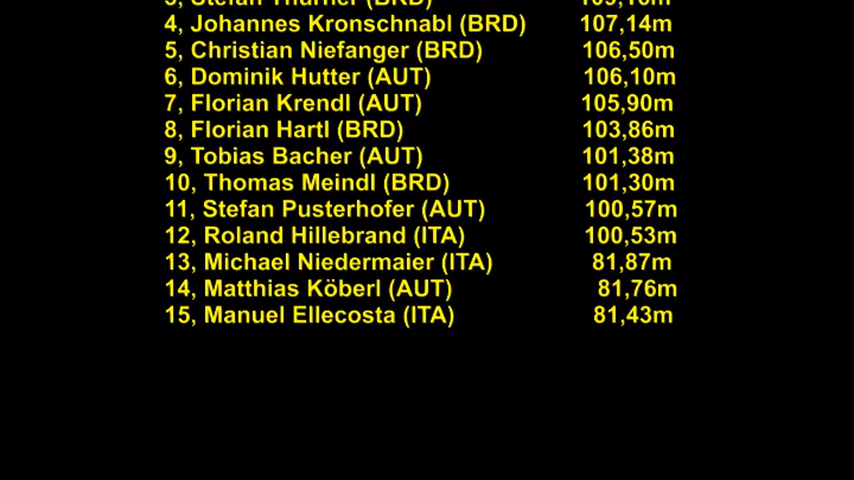 4, Johannes Kronschnabl (BRD) 107,14m
5, Christian Niefanger (BRD) 106,50m
6, Dominik Hutter (AUT) 106,10m
7, Florian Krendl (AUT) 105,90m
8, Florian Hartl (BRD) 103,86m
9, Tobias Bacher (AUT) 101,38m
10, Thomas Meindl (BRD) 101,30m
11, Stefan Pusterhofer (AUT) 100,57m
12, Roland Hillebrand (ITA) 100,53m
13, Michael Niedermaier (ITA) 81,87m
14, Matthias Köberl (AUT) 81,76m
15, Manuel Ellecosta (ITA) 81,43m